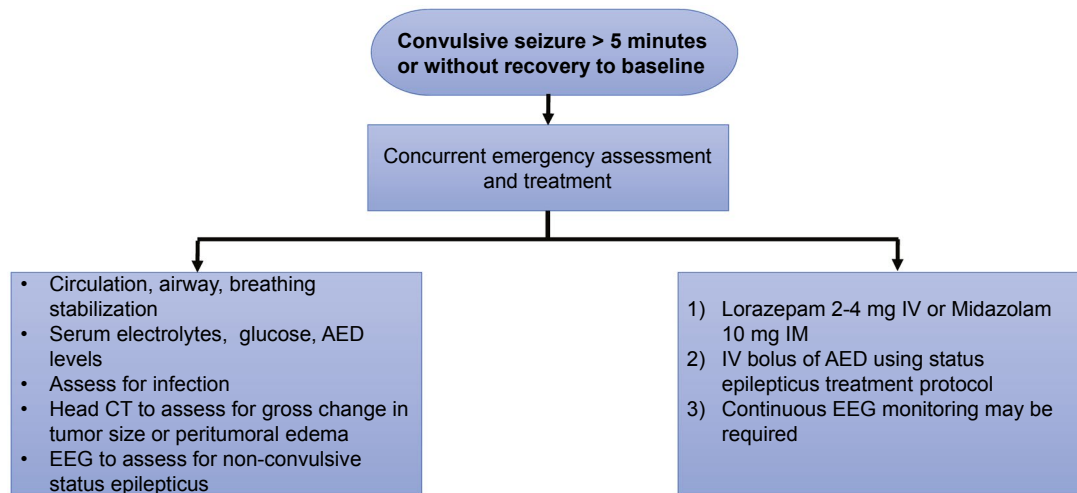 Convulsive seizure > 5 minutes
or without recovery to baseline
Concurrent emergency assessment
and treatment
• Circulation, airway, breathing
stabilization
• Serum electrolytes, glucose, AED
levels
• Assess for infection
• Head CT to assess for gross change in
tumor size or peritumoral edema
• EEG to assess for non-convulsive
status epilepticus
1) Lorazepam 2-4 mg IV or Midazolam
10 mg IM
2) IV bolus of AED using status
epilepticus treatment protocol
3) Continuous EEG monitoring may be
required